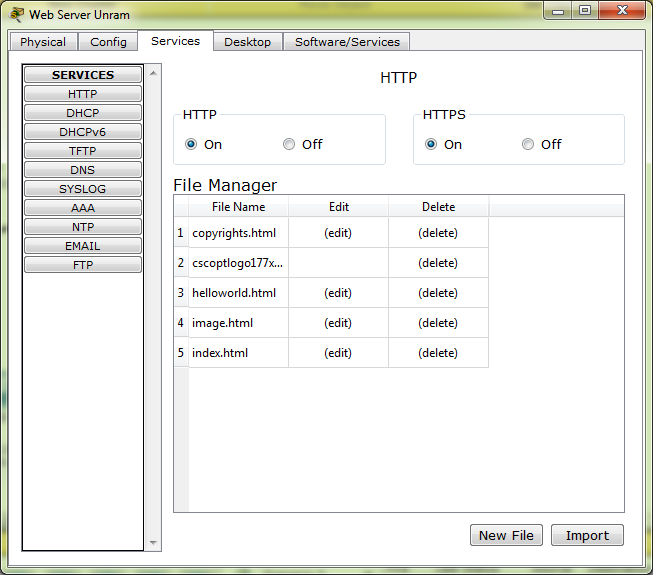 Web Server Unram
Physical Config Services Desktop Software/Services
SERVICES
HTTP
DHCP
DHCPv6
TFTP
DNS
SYSLOG
AAA
NTP
EMAIL
FTP
HTTP
HTTP
On Off
HTTPS
On Off
File Manager
File Name Edit Delete
1 copyrights.html (edit) (delete)
2 cscoptlogo177x... (delete)
3 helloworld.html (edit) (delete)
4 image.html (edit) (delete)
5 index.html (edit) (delete)
New File Import